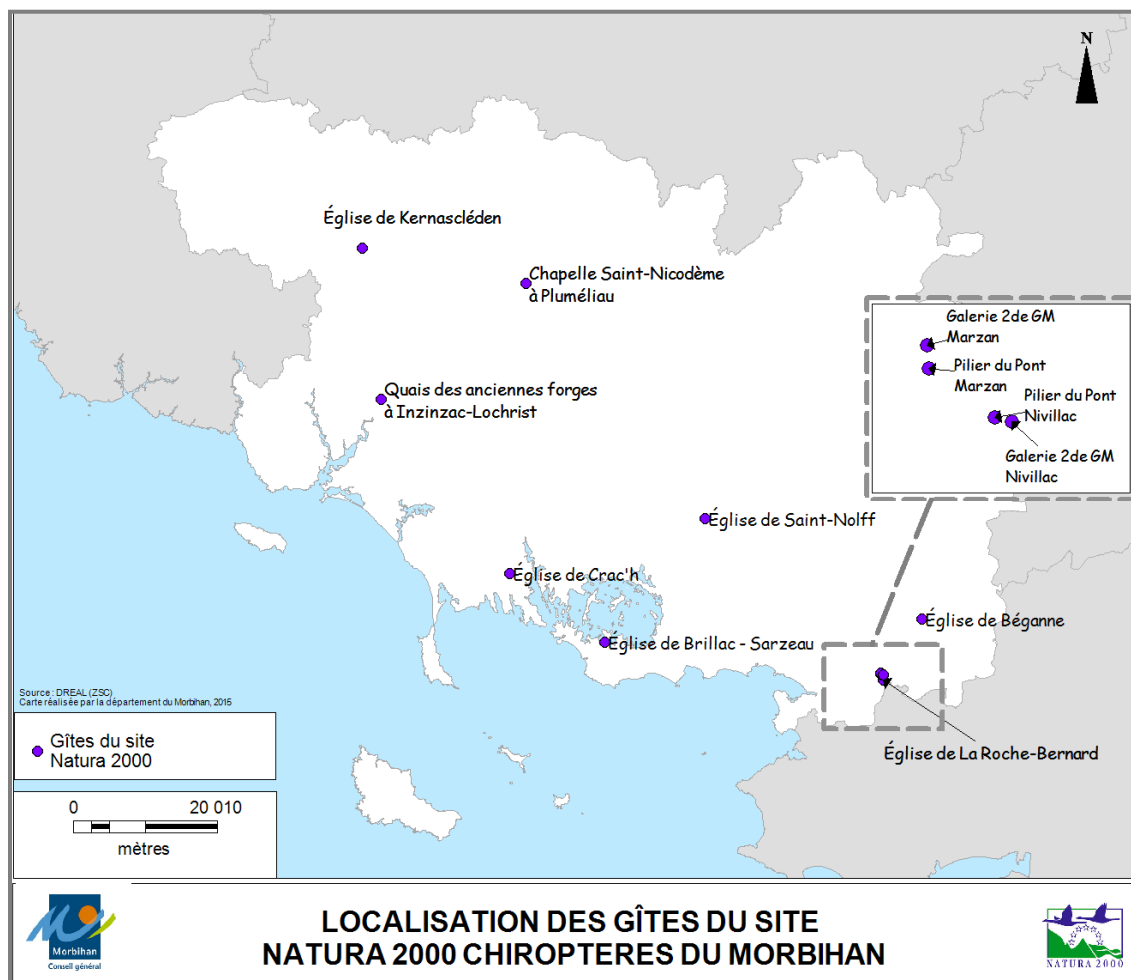 N
Église de Kernascléden
Chapelle Saint-Nicodème
à Pluméliau
Galerie 2de GM
Marzan
Pilier du Pont
Marzan
Pilier du Pont
Nivillac
Galerie 2de GM
Nivillac
Quais des anciennes forges
à Inzinzac-Lochrist
Église de Saint-Nolff
Église de Crac'h
Église de Béganne
Église de Brillac - Sarzeau
Église de La Roche-Bernard
Source : DREAL (ZSC)
Carte réalisée par la département du Morbihan, 2015
Gîtes du site
Natura 2000
0 20 010
mètres
Morbihan
Conseil général
LOCALISATION DES GÎTES DU SITE
NATURA 2000 CHIROPTERES DU MORBIHAN
NATURA 2000